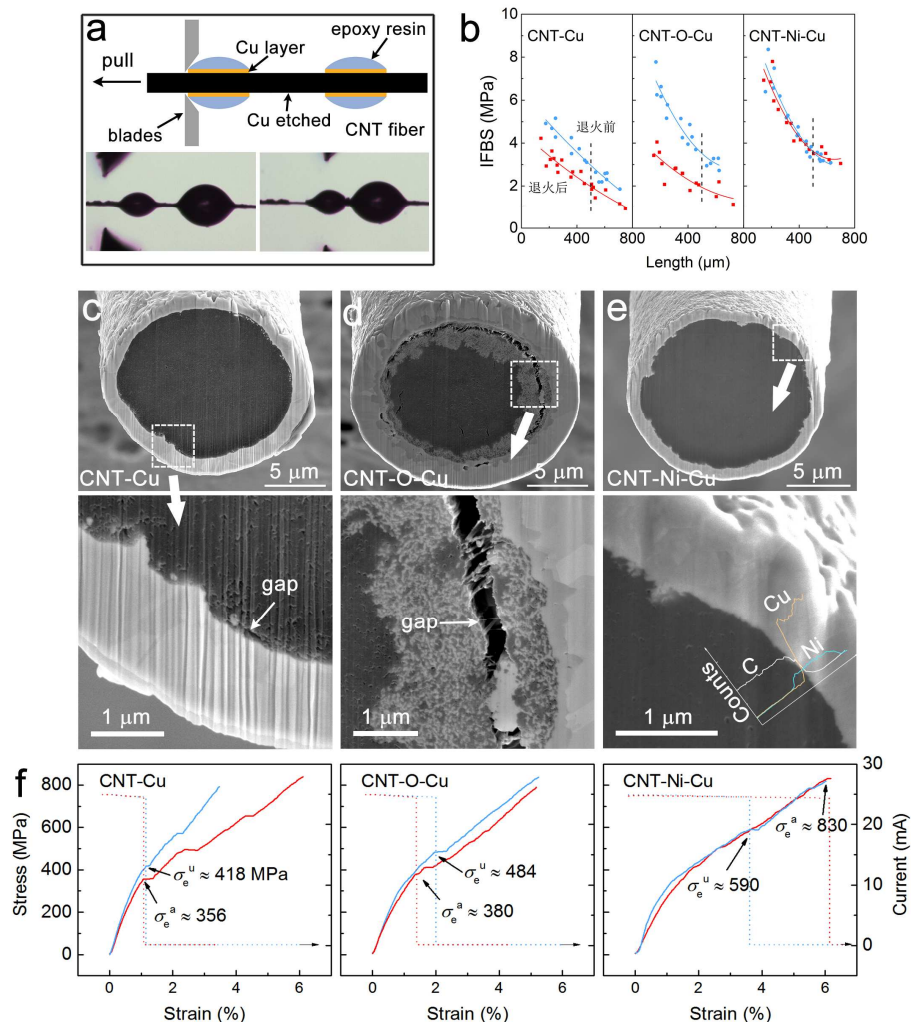 a
Cu layer
epoxy resin
pull
blades
Cu etched
CNT fiber
b
CNT-Cu
CNT-O-Cu
CNT-Ni-Cu
IFBS (MPa)
10
8
6
4
2
0
退火前
退火后
0 400 800
0 400 800
0 400 800
Length (μm)
c
CNT-Cu
5 μm
d
CNT-O-Cu
5 μm
e
CNT-Ni-Cu
5 μm
gap
1 μm
gap
1 μm
Cu
Ni
C
Counts
1 μm
f
CNT-Cu
CNT-O-Cu
CNT-Ni-Cu
Stress (MPa)
800
600
400
200
0
σₑᵘ ≈ 418 MPa
σₑᵃ ≈ 356
σₑᵘ ≈ 484
σₑᵃ ≈ 380
σₑᵃ ≈ 830
σₑᵘ ≈ 590
30
20
10
0
Current (mA)
0 2 4 6
0 2 4 6
0 2 4 6
Strain (%)
Strain (%)
Strain (%)